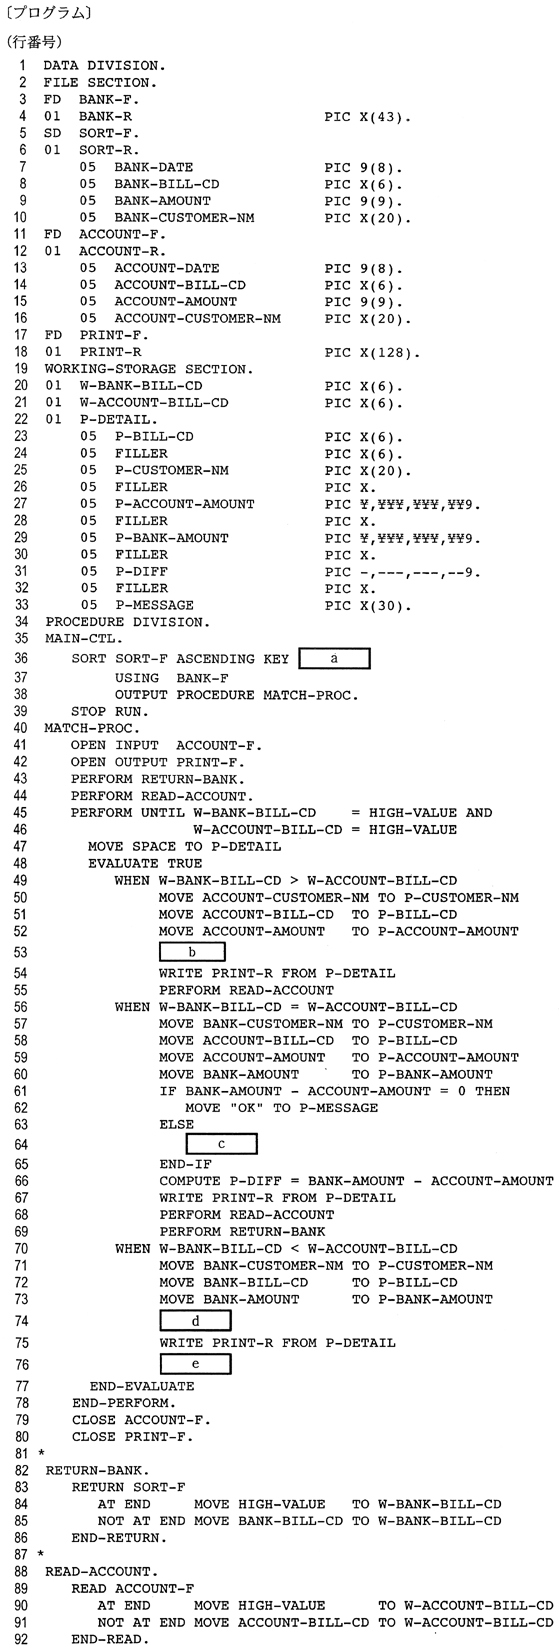 〔プログラム〕
(行番号)
1 DATA DIVISION.
2 FILE SECTION.
3 FD BANK-F.
4 01 BANK-R PIC X(43).
5 SD SORT-F.
6 01 SORT-R.
7 05 BANK-DATE PIC 9(8).
8 05 BANK-BILL-CD PIC X(6).
9 05 BANK-AMOUNT PIC 9(9).
10 05 BANK-CUSTOMER-NM PIC X(20).
11 FD ACCOUNT-F.
12 01 ACCOUNT-R.
13 05 ACCOUNT-DATE PIC 9(8).
14 05 ACCOUNT-BILL-CD PIC X(6).
15 05 ACCOUNT-AMOUNT PIC 9(9).
16 05 ACCOUNT-CUSTOMER-NM PIC X(20).
17 FD PRINT-F.
18 01 PRINT-R PIC X(128).
19 WORKING-STORAGE SECTION.
20 01 W-BANK-BILL-CD PIC X(6).
21 01 W-ACCOUNT-BILL-CD PIC X(6).
22 01 P-DETAIL.
23 05 P-BILL-CD PIC X(6).
24 05 FILLER PIC X(6).
25 05 P-CUSTOMER-NM PIC X(20).
26 05 FILLER PIC X.
27 05 P-ACCOUNT-AMOUNT PIC ¥,¥¥¥,¥¥¥,¥¥9.
28 05 FILLER PIC X.
29 05 P-BANK-AMOUNT PIC ¥,¥¥¥,¥¥¥,¥¥9.
30 05 FILLER PIC X.
31 05 P-DIFF PIC -,---,---,--9.
32 05 FILLER PIC X.
33 05 P-MESSAGE PIC X(30).
34 PROCEDURE DIVISION.
35 MAIN-CTL.
36 SORT SORT-F ASCENDING KEY a
37 USING BANK-F
38 OUTPUT PROCEDURE MATCH-PROC.
39 STOP RUN.
40 MATCH-PROC.
41 OPEN INPUT ACCOUNT-F.
42 OPEN OUTPUT PRINT-F.
43 PERFORM RETURN-BANK.
44 PERFORM READ-ACCOUNT.
45 PERFORM UNTIL W-BANK-BILL-CD = HIGH-VALUE AND
46 W-ACCOUNT-BILL-CD = HIGH-VALUE
47 MOVE SPACE TO P-DETAIL
48 EVALUATE TRUE
49 WHEN W-BANK-BILL-CD > W-ACCOUNT-BILL-CD
50 MOVE ACCOUNT-CUSTOMER-NM TO P-CUSTOMER-NM
51 MOVE ACCOUNT-BILL-CD TO P-BILL-CD
52 MOVE ACCOUNT-AMOUNT TO P-ACCOUNT-AMOUNT
53 b
54 WRITE PRINT-R FROM P-DETAIL
55 PERFORM READ-ACCOUNT
56 WHEN W-BANK-BILL-CD = W-ACCOUNT-BILL-CD
57 MOVE BANK-CUSTOMER-NM TO P-CUSTOMER-NM
58 MOVE ACCOUNT-BILL-CD TO P-BILL-CD
59 MOVE ACCOUNT-AMOUNT TO P-ACCOUNT-AMOUNT
60 MOVE BANK-AMOUNT TO P-BANK-AMOUNT
61 IF BANK-AMOUNT - ACCOUNT-AMOUNT = 0 THEN
62 MOVE "OK" TO P-MESSAGE
63 ELSE
64 c
65 END-IF
66 COMPUTE P-DIFF = BANK-AMOUNT - ACCOUNT-AMOUNT
67 WRITE PRINT-R FROM P-DETAIL
68 PERFORM READ-ACCOUNT
69 PERFORM RETURN-BANK
70 WHEN W-BANK-BILL-CD < W-ACCOUNT-BILL-CD
71 MOVE BANK-CUSTOMER-NM TO P-CUSTOMER-NM
72 MOVE BANK-BILL-CD TO P-BILL-CD
73 MOVE BANK-AMOUNT TO P-BANK-AMOUNT
74 d
75 WRITE PRINT-R FROM P-DETAIL
76 e
77 END-EVALUATE
78 END-PERFORM.
79 CLOSE ACCOUNT-F.
80 CLOSE PRINT-F.
81 *
82 RETURN-BANK.
83 RETURN SORT-F
84 AT END MOVE HIGH-VALUE TO W-BANK-BILL-CD
85 NOT AT END MOVE BANK-BILL-CD TO W-BANK-BILL-CD
86 END-RETURN.
87 *
88 READ-ACCOUNT.
89 READ ACCOUNT-F
90 AT END MOVE HIGH-VALUE TO W-ACCOUNT-BILL-CD
91 NOT AT END MOVE ACCOUNT-BILL-CD TO W-ACCOUNT-BILL-CD
92 END-READ.